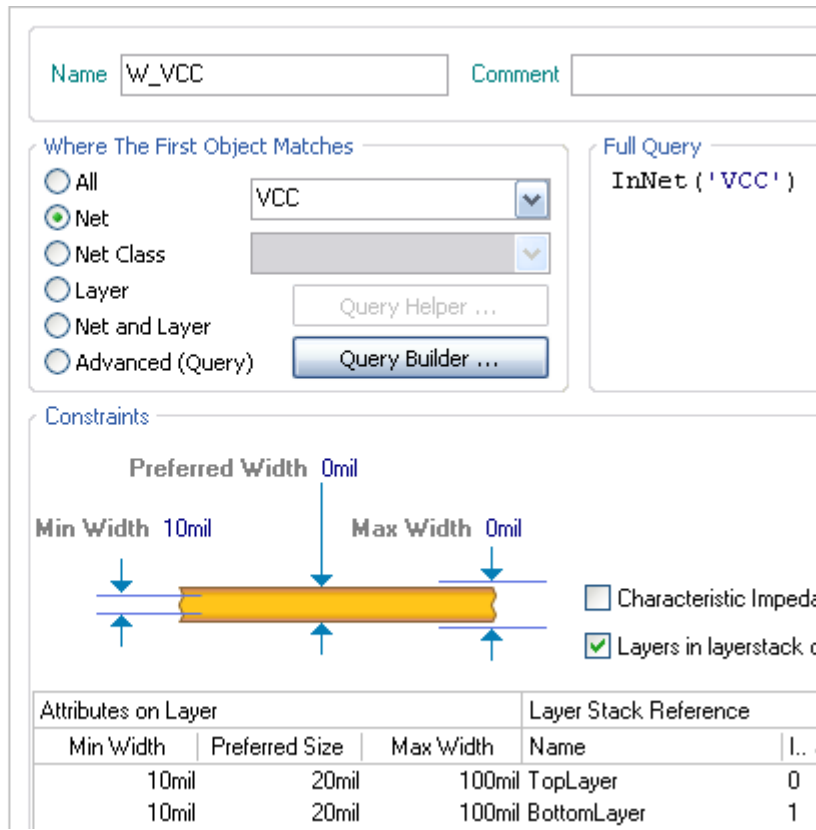 Name W_VCC Comment
Where The First Object Matches
All
VCC
Net
Net Class
Layer
Query Helper ...
Net and Layer
Advanced (Query)
Query Builder ...
Full Query
InNet('VCC')
Constraints
Preferred Width 0mil
Min Width 10mil Max Width 0mil
Characteristic Impeda
Layers in layerstack o
Attributes on Layer Layer Stack Reference
Min Width Preferred Size Max Width Name I..
10mil 20mil 100mil TopLayer 0
10mil 20mil 100mil BottomLayer 1